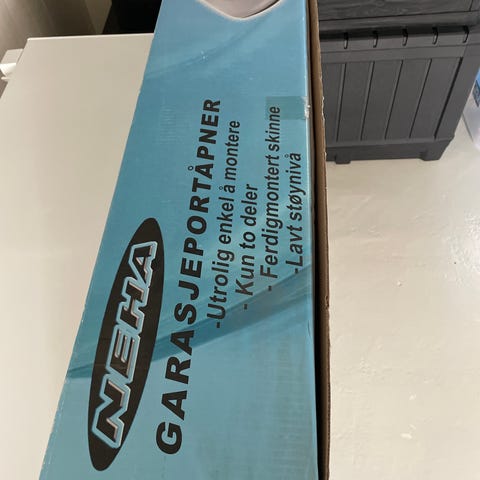 NEHA
GARASJEPORTÅPNER
-Utrolig enkel å montere
- Kun to deler
- Ferdigmontert skinne
-Lavt støynivå